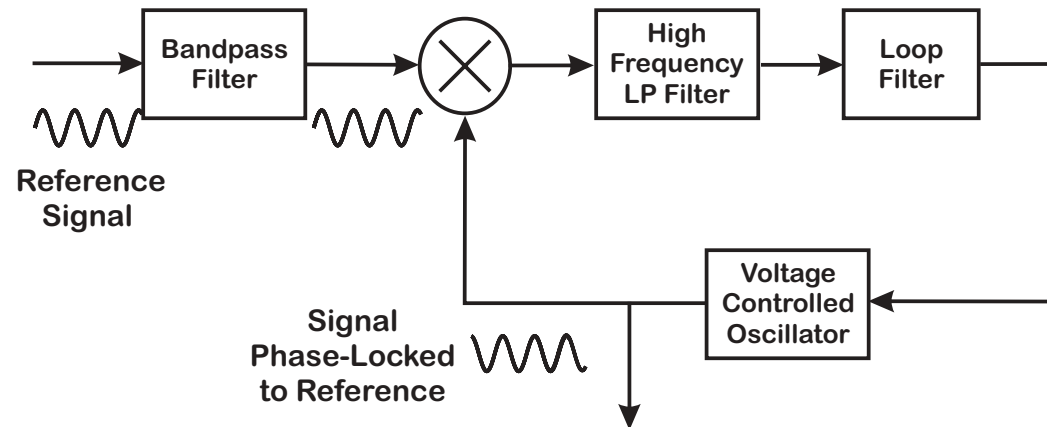 Bandpass
Filter
High
Frequency
LP Filter
Loop
Filter
Reference
Signal
Voltage
Controlled
Oscillator
Signal
Phase-Locked
to Reference